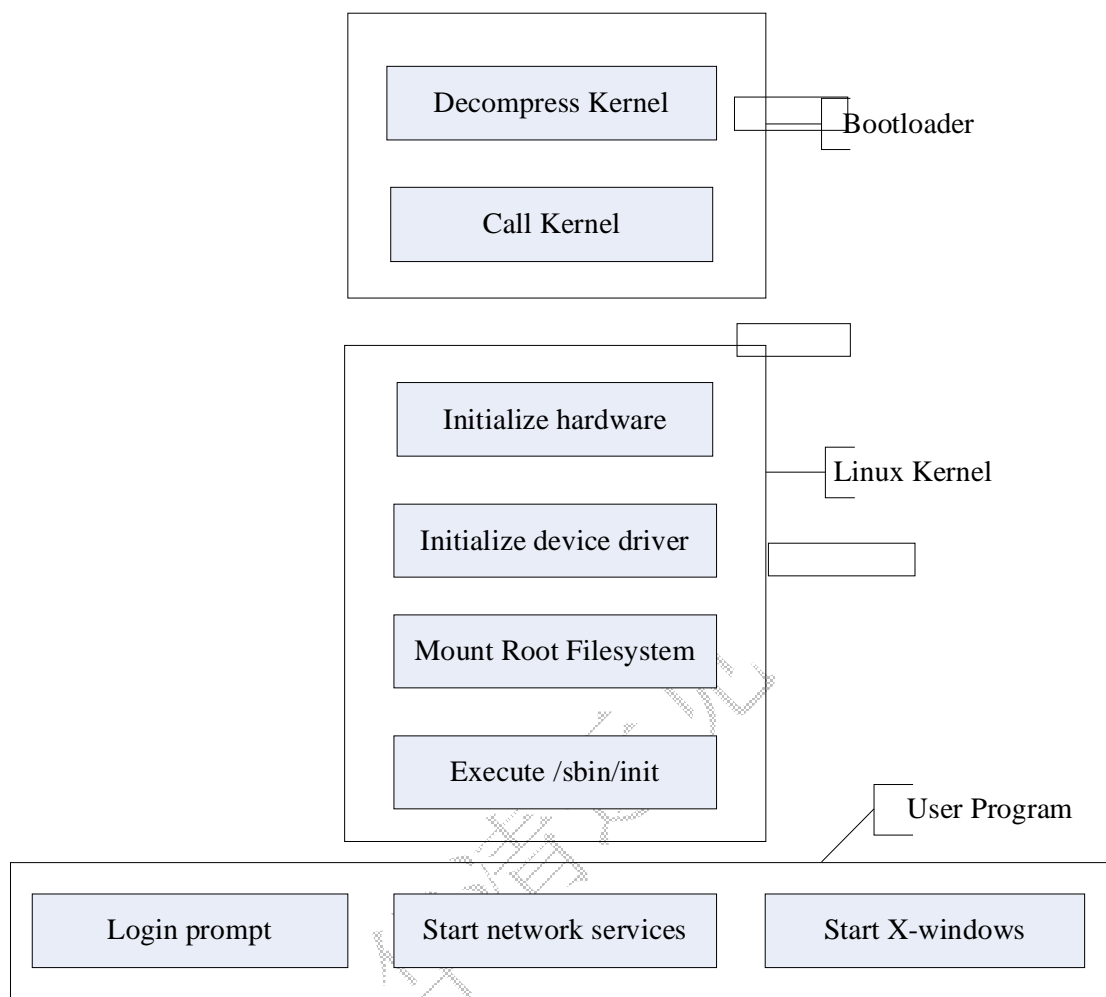 Decompress Kernel
Bootloader
Call Kernel
Initialize hardware
Linux Kernel
Initialize device driver
Mount Root Filesystem
Execute /sbin/init
User Program
Login prompt
Start network services
Start X-windows